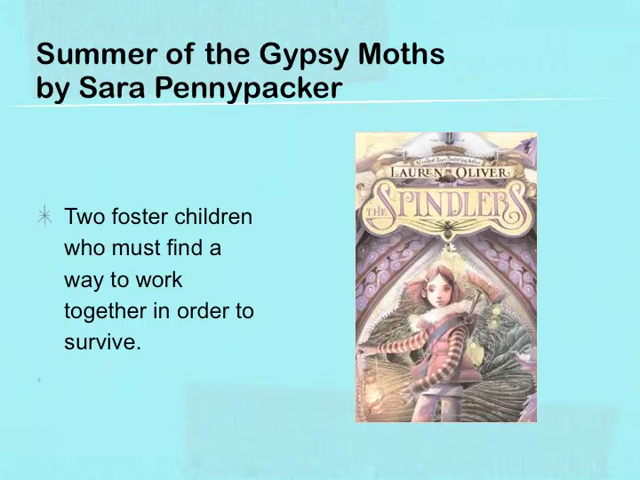 Summer of the Gypsy Moths
by Sara Pennypacker
Two foster children
who must find a
way to work
together in order to
survive.
LAUREN OLIVER
THE SPINDLERS